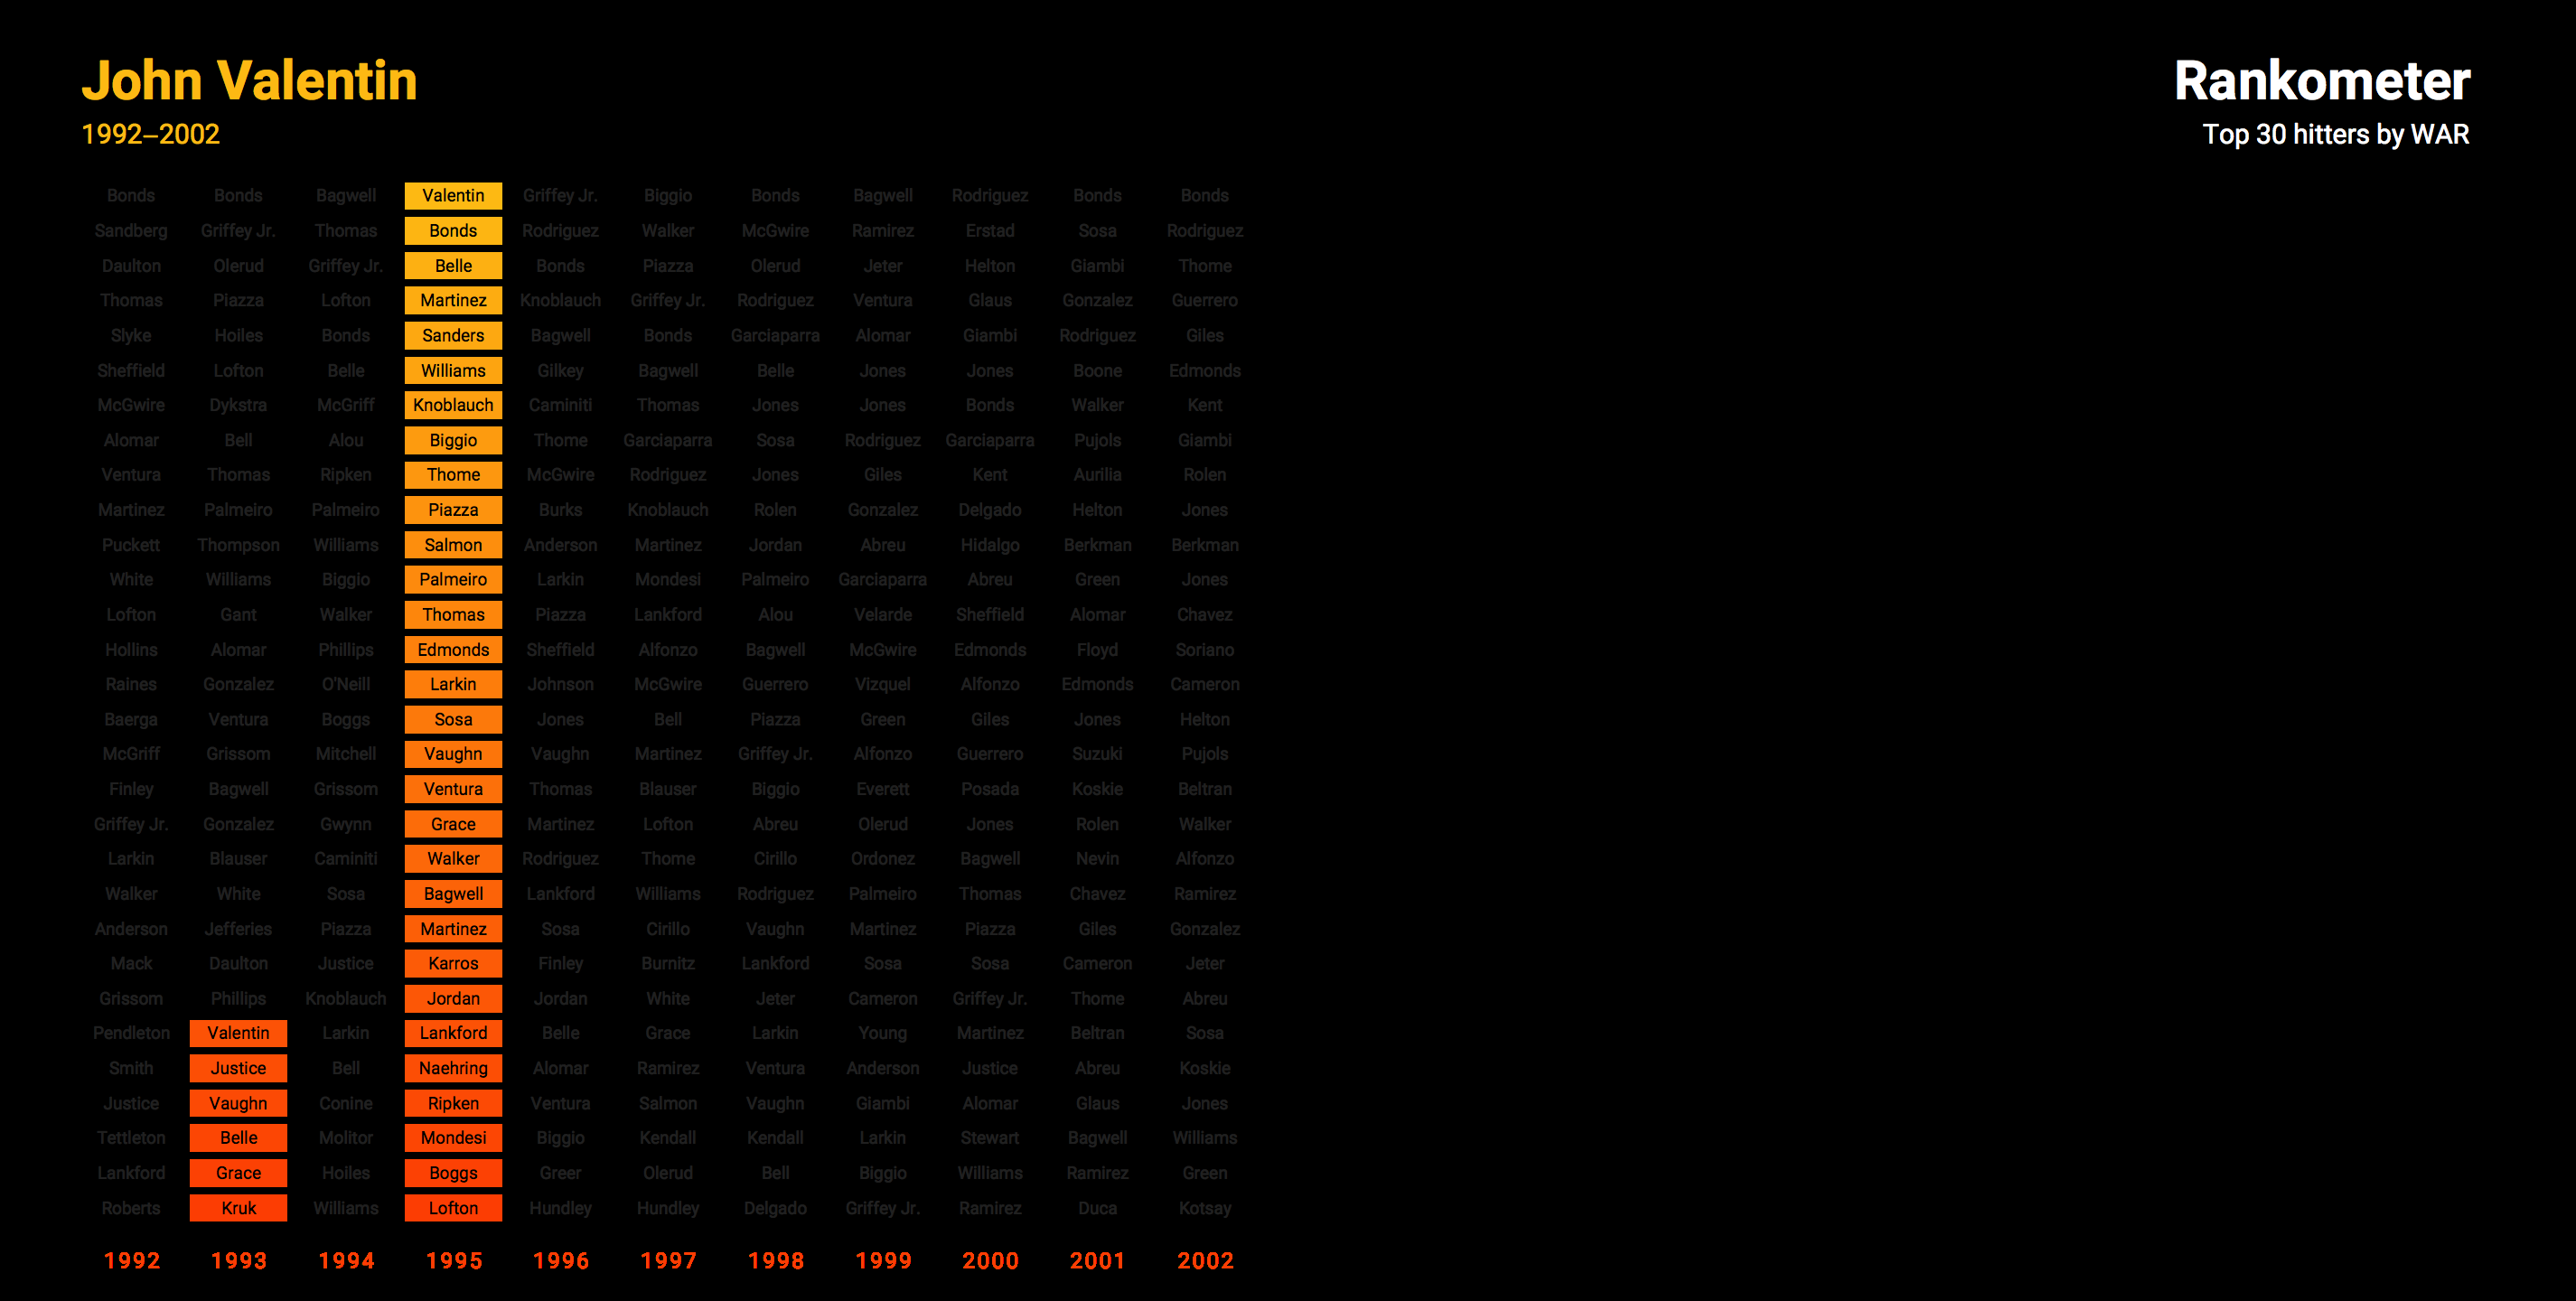 John Valentin
1992–2002
Rankometer
Top 30 hitters by WAR
Bonds Bonds Bagwell Valentin Griffey Jr. Biggio Bonds Bagwell Rodriguez Bonds Bonds
Sandberg Griffey Jr. Thomas Bonds Rodriguez Walker McGwire Ramirez Erstad Sosa Rodriguez
Daulton Olerud Griffey Jr. Belle Bonds Piazza Olerud Jeter Helton Giambi Thome
Thomas Piazza Lofton Martinez Knoblauch Griffey Jr. Rodriguez Ventura Glaus Gonzalez Guerrero
Slyke Hoiles Bonds Sanders Bagwell Bonds Garciaparra Alomar Giambi Rodriguez Giles
Sheffield Lofton Belle Williams Gilkey Bagwell Belle Jones Jones Boone Edmonds
McGwire Dykstra McGriff Knoblauch Caminiti Thomas Jones Jones Bonds Walker Kent
Alomar Bell Alou Biggio Thome Garciaparra Sosa Rodriguez Garciaparra Pujols Giambi
Ventura Thomas Ripken Thome McGwire Rodriguez Jones Giles Kent Aurilia Rolen
Martinez Palmeiro Palmeiro Piazza Burks Knoblauch Rolen Gonzalez Delgado Helton Jones
Puckett Thompson Williams Salmon Anderson Martinez Jordan Abreu Hidalgo Berkman Berkman
White Williams Biggio Palmeiro Larkin Mondesi Palmeiro Garciaparra Abreu Green Jones
Lofton Gant Walker Thomas Piazza Lankford Alou Velarde Sheffield Alomar Chavez
Hollins Alomar Phillips Edmonds Sheffield Alfonzo Bagwell McGwire Edmonds Floyd Soriano
Raines Gonzalez O'Neill Larkin Johnson McGwire Guerrero Vizquel Alfonzo Edmonds Cameron
Baerga Ventura Boggs Sosa Jones Bell Piazza Green Giles Jones Helton
McGriff Grissom Mitchell Vaughn Vaughn Martinez Griffey Jr. Alfonzo Guerrero Suzuki Pujols
Finley Bagwell Grissom Ventura Thomas Blauser Biggio Everett Posada Koskie Beltran
Griffey Jr. Gonzalez Gwynn Grace Martinez Lofton Abreu Olerud Jones Rolen Walker
Larkin Blauser Caminiti Walker Rodriguez Thome Cirillo Ordonez Bagwell Nevin Alfonzo
Walker White Sosa Bagwell Lankford Williams Rodriguez Palmeiro Thomas Chavez Ramirez
Anderson Jefferies Piazza Martinez Sosa Cirillo Vaughn Martinez Piazza Giles Gonzalez
Mack Daulton Justice Karros Finley Burnitz Lankford Sosa Sosa Cameron Jeter
Grissom Phillips Knoblauch Jordan Jordan White Jeter Cameron Griffey Jr. Thome Abreu
Pendleton Valentin Larkin Lankford Belle Grace Larkin Young Martinez Beltran Sosa
Smith Justice Bell Naehring Alomar Ramirez Ventura Anderson Justice Abreu Koskie
Justice Vaughn Conine Ripken Ventura Salmon Vaughn Giambi Alomar Glaus Jones
Tettleton Belle Molitor Mondesi Biggio Kendall Kendall Larkin Stewart Bagwell Williams
Lankford Grace Hoiles Boggs Greer Olerud Bell Biggio Williams Ramirez Green
Roberts Kruk Williams Lofton Hundley Hundley Delgado Griffey Jr. Ramirez Duca Kotsay
1992 1993 1994 1995 1996 1997 1998 1999 2000 2001 2002